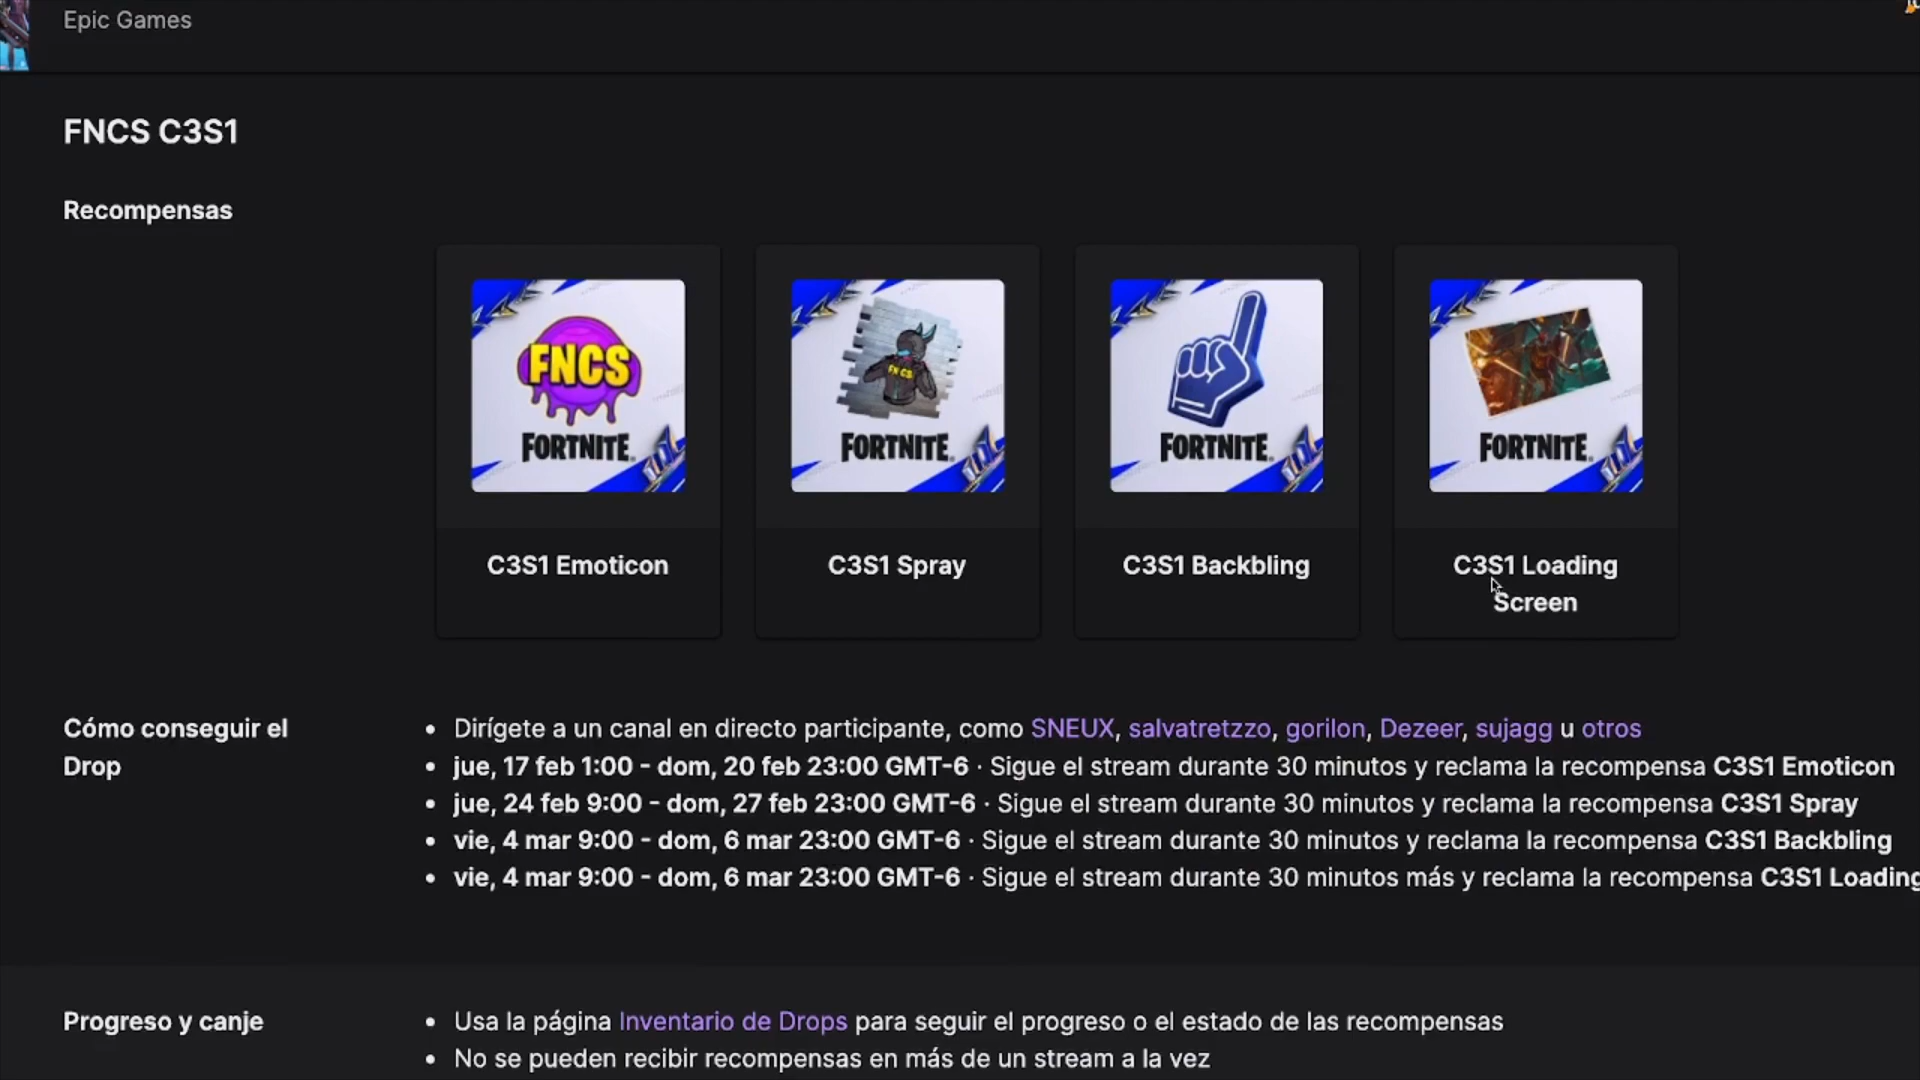 Epic Games
FNCS C3S1
Recompensas
FNCS
FORTNITE
FNCS
FORTNITE
FORTNITE
FORTNITE
C3S1 Emoticon
C3S1 Spray
C3S1 Backbling
C3S1 Loading
Screen
Cómo conseguir el
Drop
• Dirígete a un canal en directo participante, como SNEUX, salvatretzzo, gorilon, Dezeer, sujagg u otros
• jue, 17 feb 1:00 - dom, 20 feb 23:00 GMT-6 · Sigue el stream durante 30 minutos y reclama la recompensa C3S1 Emoticon
• jue, 24 feb 9:00 - dom, 27 feb 23:00 GMT-6 · Sigue el stream durante 30 minutos y reclama la recompensa C3S1 Spray
• vie, 4 mar 9:00 - dom, 6 mar 23:00 GMT-6 · Sigue el stream durante 30 minutos y reclama la recompensa C3S1 Backbling
• vie, 4 mar 9:00 - dom, 6 mar 23:00 GMT-6 · Sigue el stream durante 30 minutos más y reclama la recompensa C3S1 Loading
Progreso y canje
• Usa la página Inventario de Drops para seguir el progreso o el estado de las recompensas
• No se pueden recibir recompensas en más de un stream a la vez